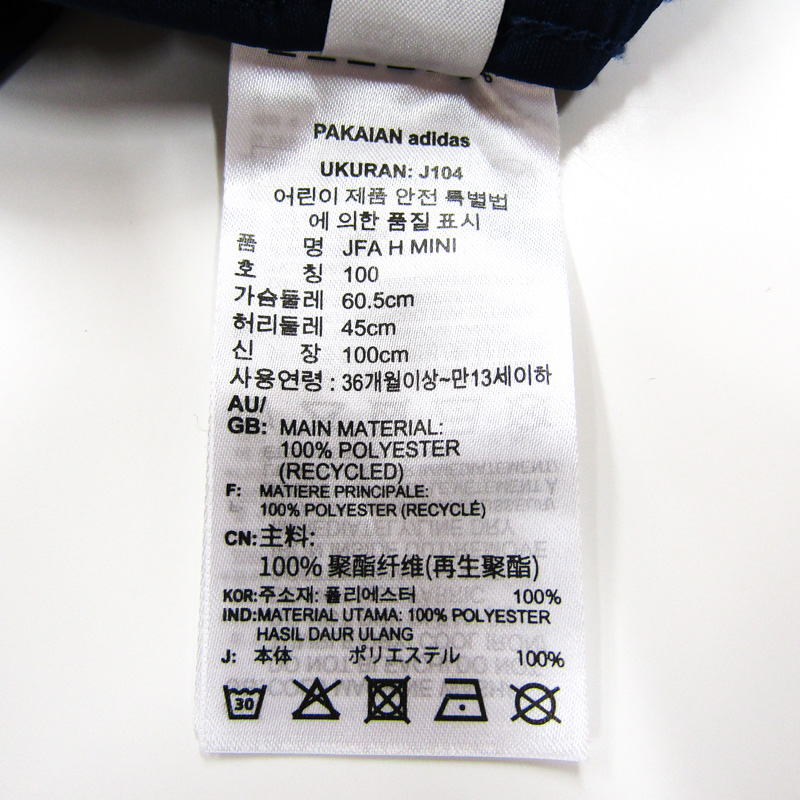 PAKAIAN adidas
UKURAN: J104
어린이 제품 안전 특별법
에 의한 품질 표시
품 명 JFA H MINI
호 칭 100
가슴둘레 60.5cm
허리둘레 45cm
신 장 100cm
사용연령 : 36개월이상~만13세이하
AU/
GB: MAIN MATERIAL:
100% POLYESTER
(RECYCLED)
F: MATIERE PRINCIPALE:
100% POLYESTER (RECYCLÉ)
CN:主料:
100% 聚酯纤维(再生聚酯)
KOR:주소재: 폴리에스터 100%
IND:MATERIAL UTAMA: 100% POLYESTER
HASIL DAUR ULANG
J: 本体 ポリエステル 100%
30